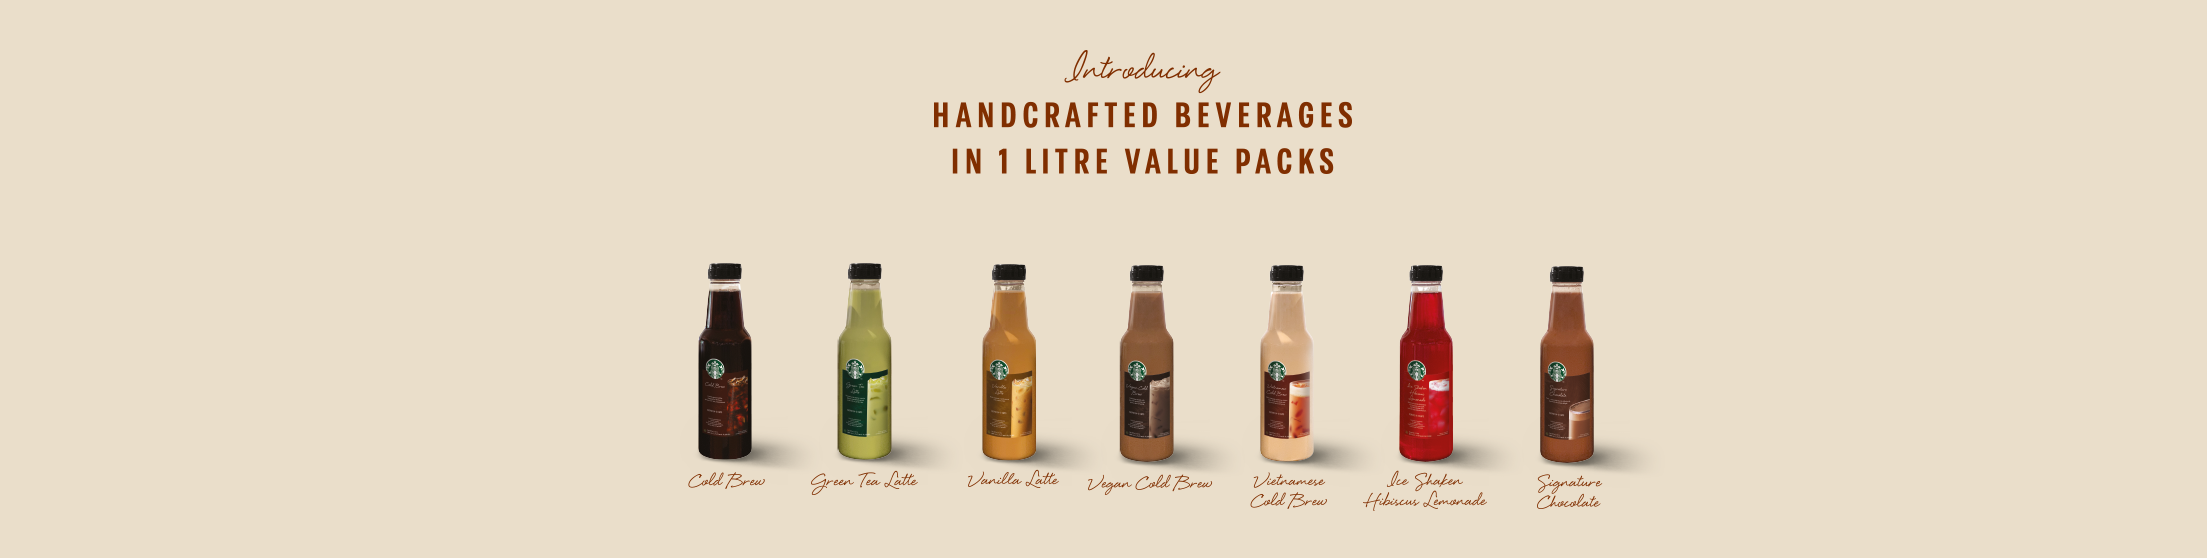 Introducing
HANDCRAFTED BEVERAGES
IN 1 LITRE VALUE PACKS
Cold Brew
Green Tea Latte
Vanilla Latte
Vegan Cold Brew
Vietnamese
Cold Brew
Ice Shaken
Hibiscus Lemonade
Signature
Chocolate